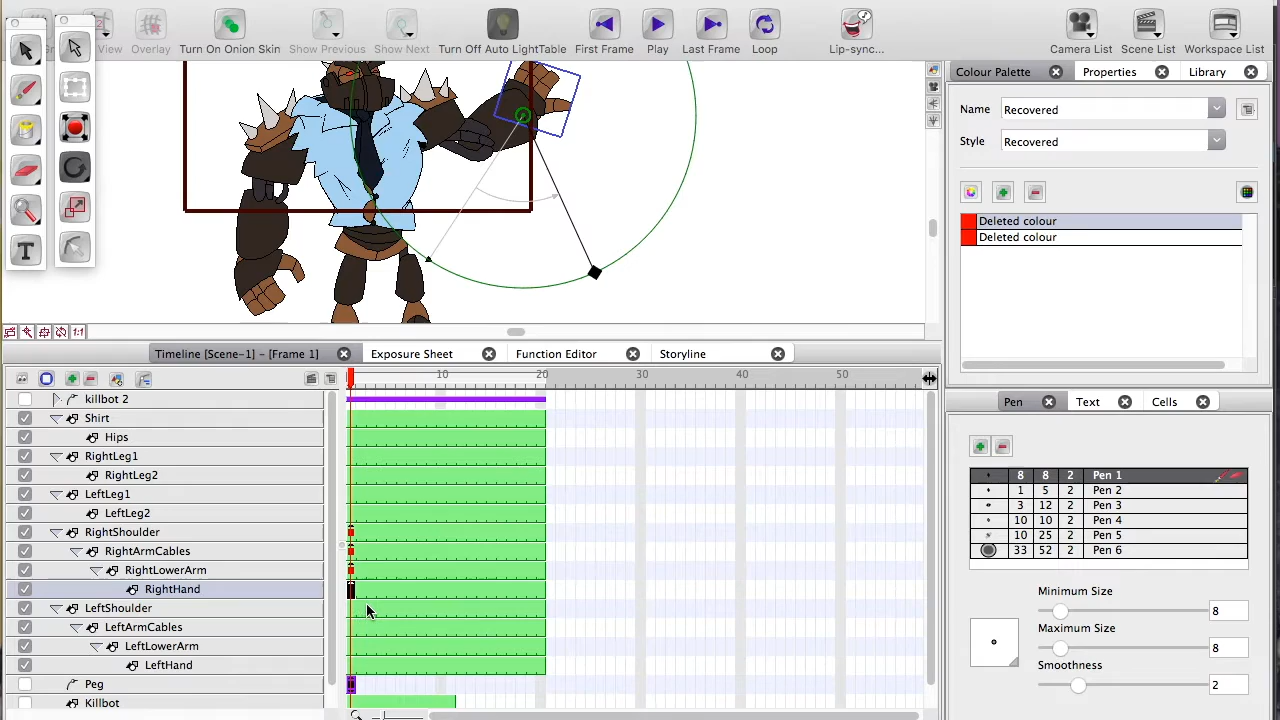 View
Overlay
Turn On Onion Skin
Show Previous
Show Next
Turn Off Auto LightTable
First Frame
Play
Last Frame
Loop
Lip-sync...
Camera List
Scene List
Workspace List
T
Colour Palette
Properties
Library
Name
Recovered
Style
Recovered
Deleted colour
Deleted colour
1:1
Timeline [Scene-1] - [Frame 1]
Exposure Sheet
Function Editor
Storyline
10 20 30 40 50
killbot 2
Shirt
Hips
RightLeg1
RightLeg2
LeftLeg1
LeftLeg2
RightShoulder
RightArmCables
RightLowerArm
RightHand
LeftShoulder
LeftArmCables
LeftLowerArm
LeftHand
Peg
Killbot
Pen
Text
Cells
8 8 2 Pen 1
1 5 2 Pen 2
3 12 2 Pen 3
10 10 2 Pen 4
10 25 2 Pen 5
33 52 2 Pen 6
Minimum Size
8
Maximum Size
8
Smoothness
2